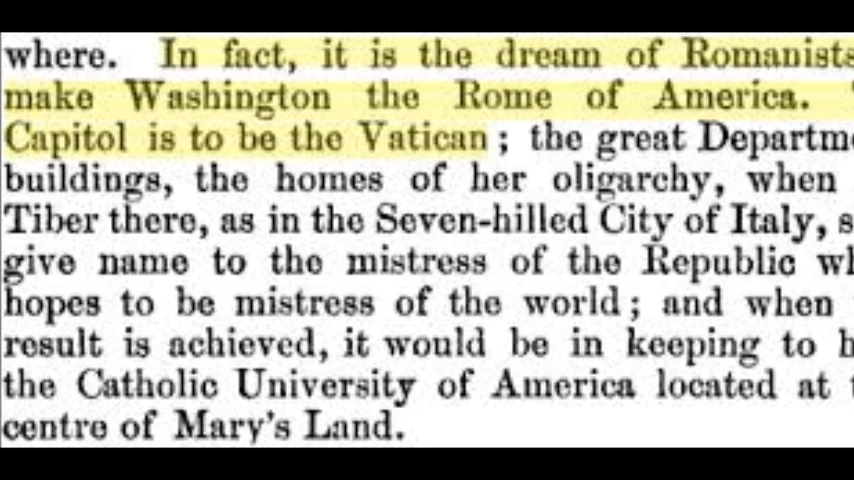 where. In fact, it is the dream of Romanists
make Washington the Rome of America.
Capitol is to be the Vatican ; the great
buildings, the homes of her oligarchy, when
Tiber there, as in the Seven-hilled City of Italy,
give name to the mistress of the Republic
hopes to be mistress of the world ; and when
result is achieved, it would be in keeping to
the Catholic University of America located at
centre of Mary's Land.